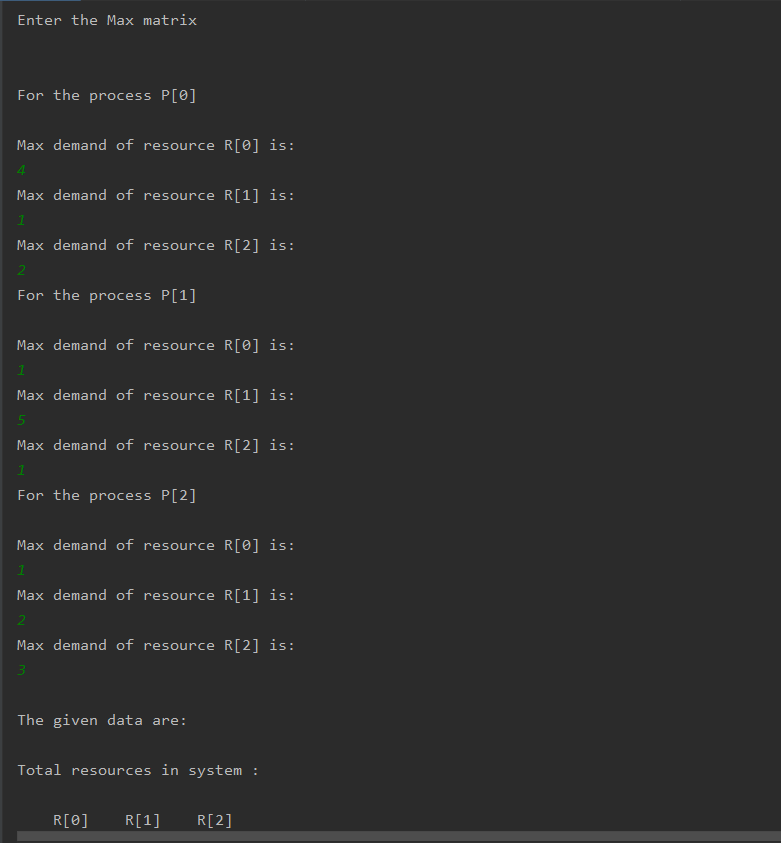 Enter the Max matrix
For the process P[0]
Max demand of resource R[0] is:
4
Max demand of resource R[1] is:
1
Max demand of resource R[2] is:
2
For the process P[1]
Max demand of resource R[0] is:
1
Max demand of resource R[1] is:
5
Max demand of resource R[2] is:
1
For the process P[2]
Max demand of resource R[0] is:
1
Max demand of resource R[1] is:
2
Max demand of resource R[2] is:
3
The given data are:
Total resources in system :
R[0]    R[1]    R[2]